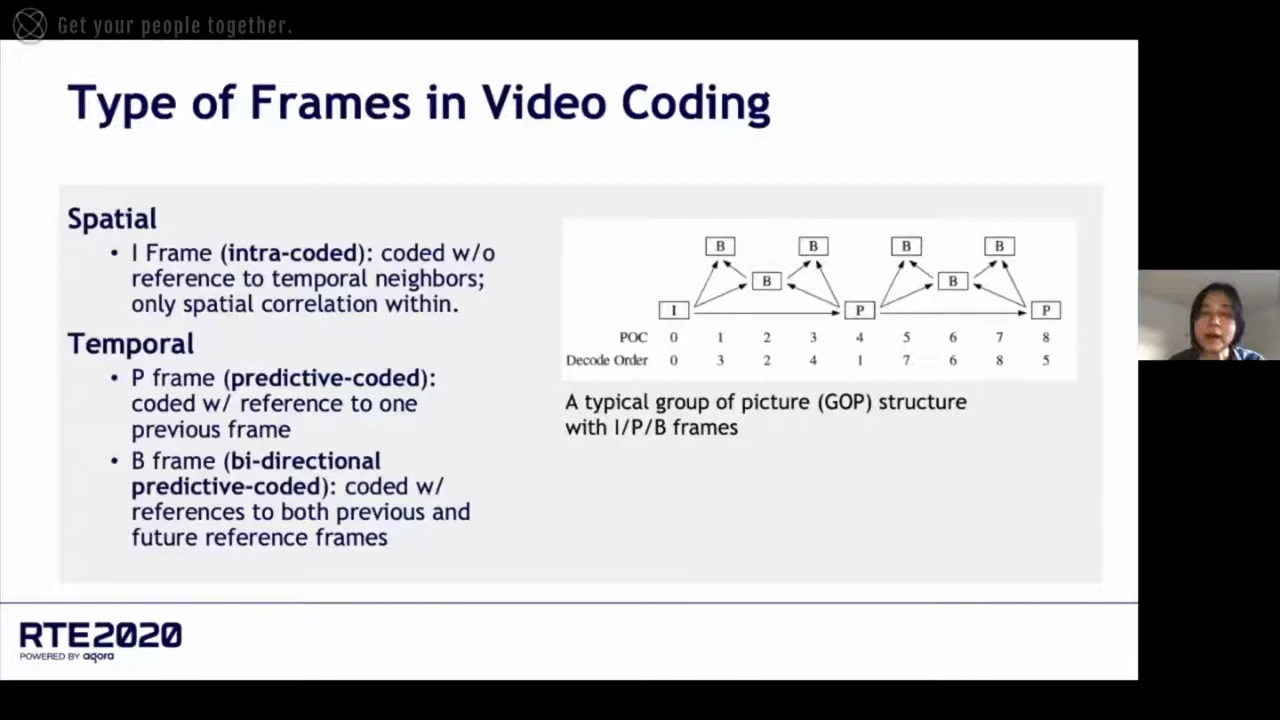 Get your people together.
Type of Frames in Video Coding
Spatial
• I Frame (intra-coded): coded w/o
reference to temporal neighbors;
only spatial correlation within.
Temporal
• P frame (predictive-coded):
coded w/ reference to one
previous frame
• B frame (bi-directional
predictive-coded): coded w/
references to both previous and
future reference frames
B B B B
B B
I P P
POC 0 1 2 3 4 5 6 7 8
Decode Order 0 3 2 4 1 7 6 8 5
A typical group of picture (GOP) structure
with I/P/B frames
RTE2020
POWERED BY agora